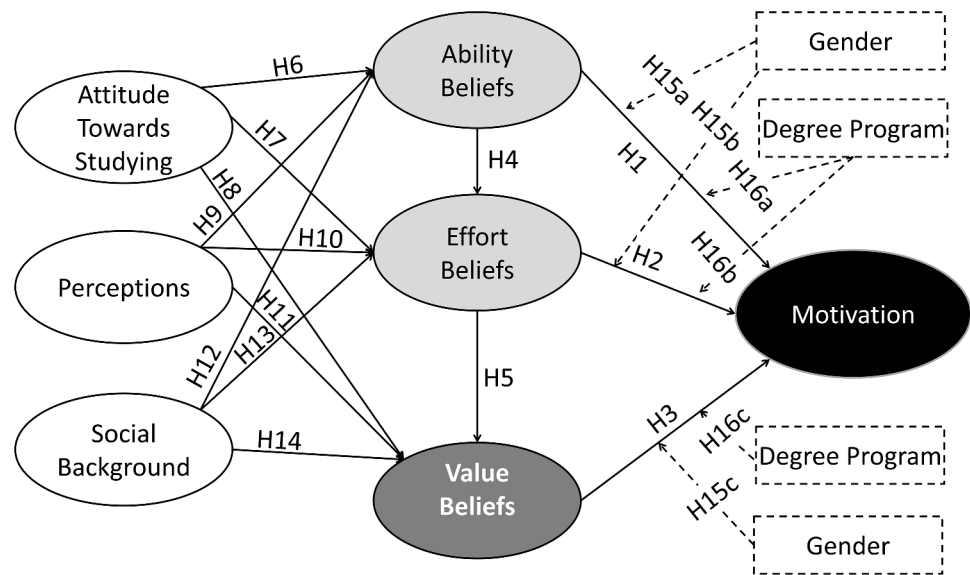 Attitude
Towards
Studying
Perceptions
Social
Background
H6
H7
H8
H9
H10
H11
H12
H13
H14
Ability
Beliefs
H4
Effort
Beliefs
H5
Value
Beliefs
H15a
H15b
H1
H16a
H2
H16b
H3
H16c
H15c
Gender
Degree Program
Motivation
Degree Program
Gender